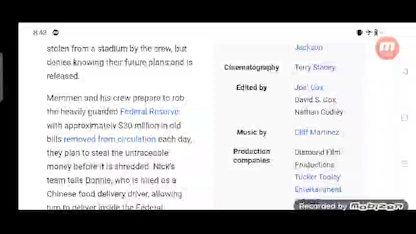 8:42
stolen from a stadium by the crew, but
denies knowing their future plans and is
released.
Merrimen and his crew prepare to rob
the heavily guarded Federal Reserve
with approximately $30 million in old
bills removed from circulation each day,
they plan to steal the untraceable
money before it is shredded. Nick's
team tails Donnie, who is hired as a
Chinese food delivery driver, allowing
him to deliver inside the Federal
Jackson
Cinematography Terry Stacey
Edited by Joel Cox
David S. Cox
Nathan Godley
Music by Cliff Martinez
Production
companies
Diamond Film
Productions
Tucker Tooley
Entertainment
Recorded by Mobizen